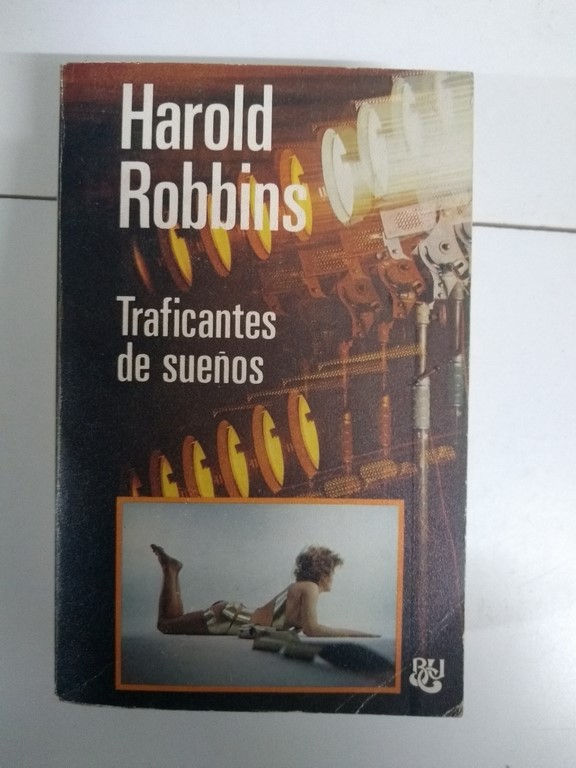 Harold
Robbins
Traficantes
de sueños